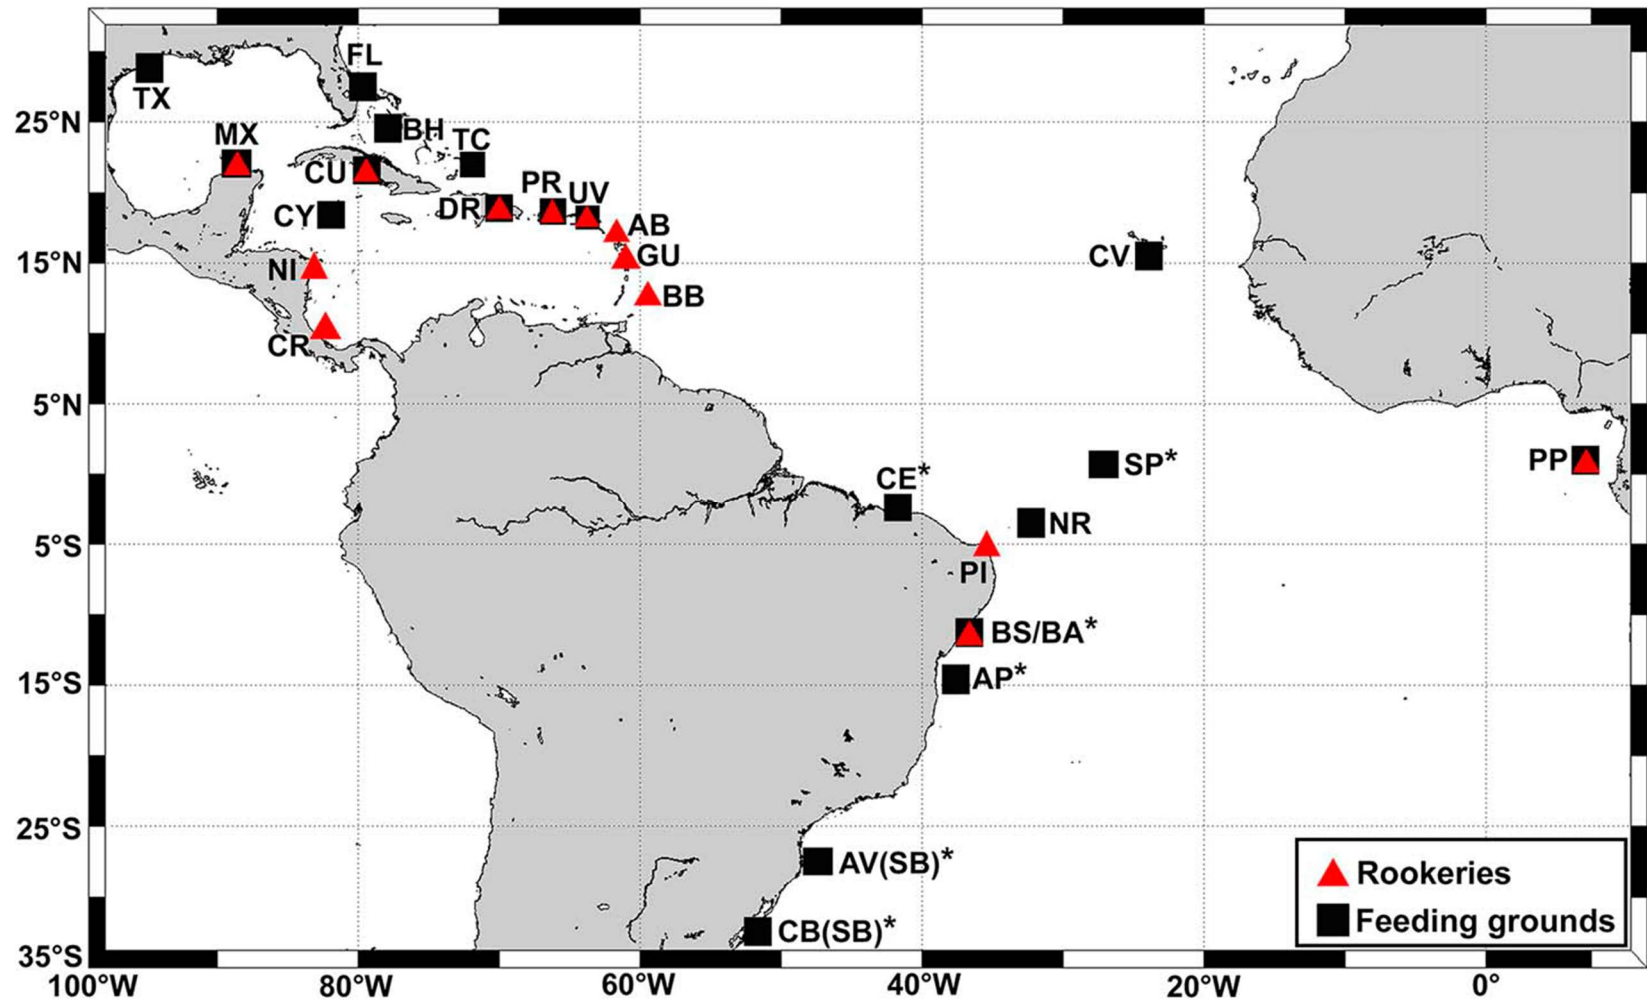 FL
TX
25°N
BH
MX
TC
CU
PR
UV
DR
CY
AB
GU
CV
15°N
NI
BB
CR
5°N
PP
SP*
CE*
NR
5°S
PI
BS/BA*
AP*
15°S
25°S
AV(SB)*
Rookeries
CB(SB)*
Feeding grounds
35°S
100°W
80°W
60°W
40°W
20°W
0°